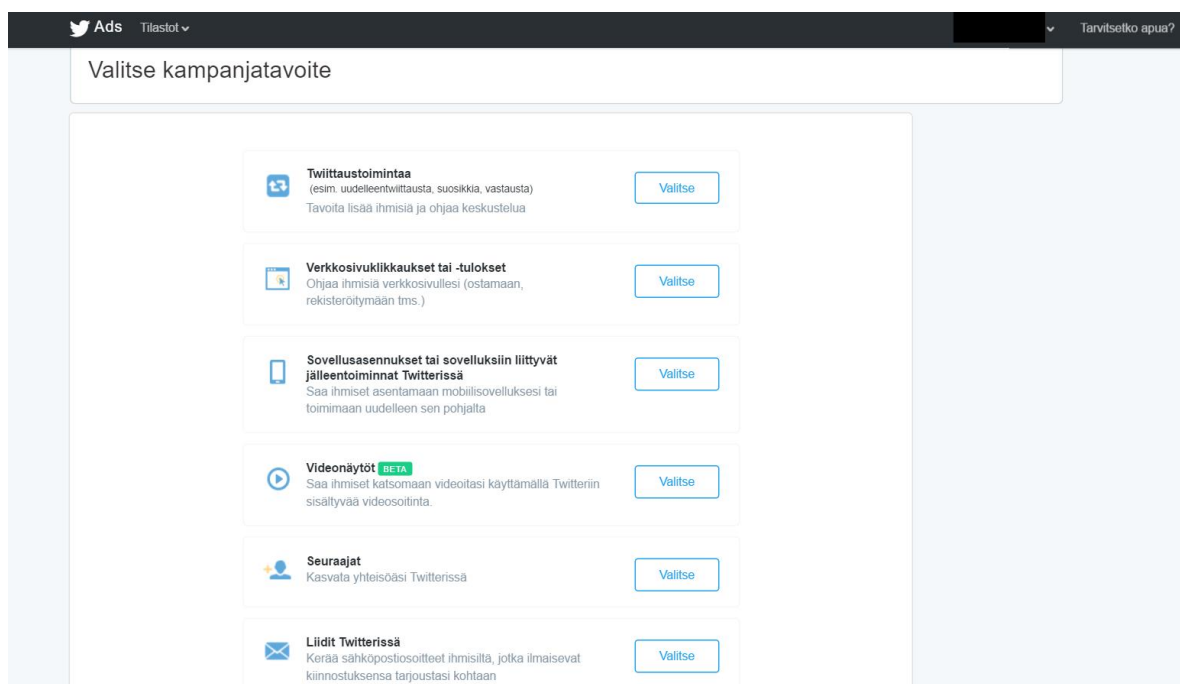 Ads Tilastot Tarvitsetko apua?
Valitse kampanjatavoite
Twiittaustoimintaa
(esim. uudelleentwiittausta, suosikkia, vastausta)
Tavoita lisää ihmisiä ja ohjaa keskustelua
Valitse
Verkkosivuklikkaukset tai -tulokset
Ohjaa ihmisiä verkkosivullesi (ostamaan,
rekisteröitymään tms.)
Valitse
Sovellusasennukset tai sovelluksiin liittyvät
jälleentoiminnat Twitterissä
Saa ihmiset asentamaan mobiilisovelluksesi tai
toimimaan uudelleen sen pohjalta
Valitse
Videonäytöt BETA
Saa ihmiset katsomaan videoitasi käyttämällä Twitteriin
sisältyvää videosoitinta.
Valitse
Seuraajat
Kasvata yhteisöäsi Twitterissä
Valitse
Liidit Twitterissä
Kerää sähköpostiosoitteet ihmisiltä, jotka ilmaisevat
kiinnostuksensa tarjoustasi kohtaan
Valitse